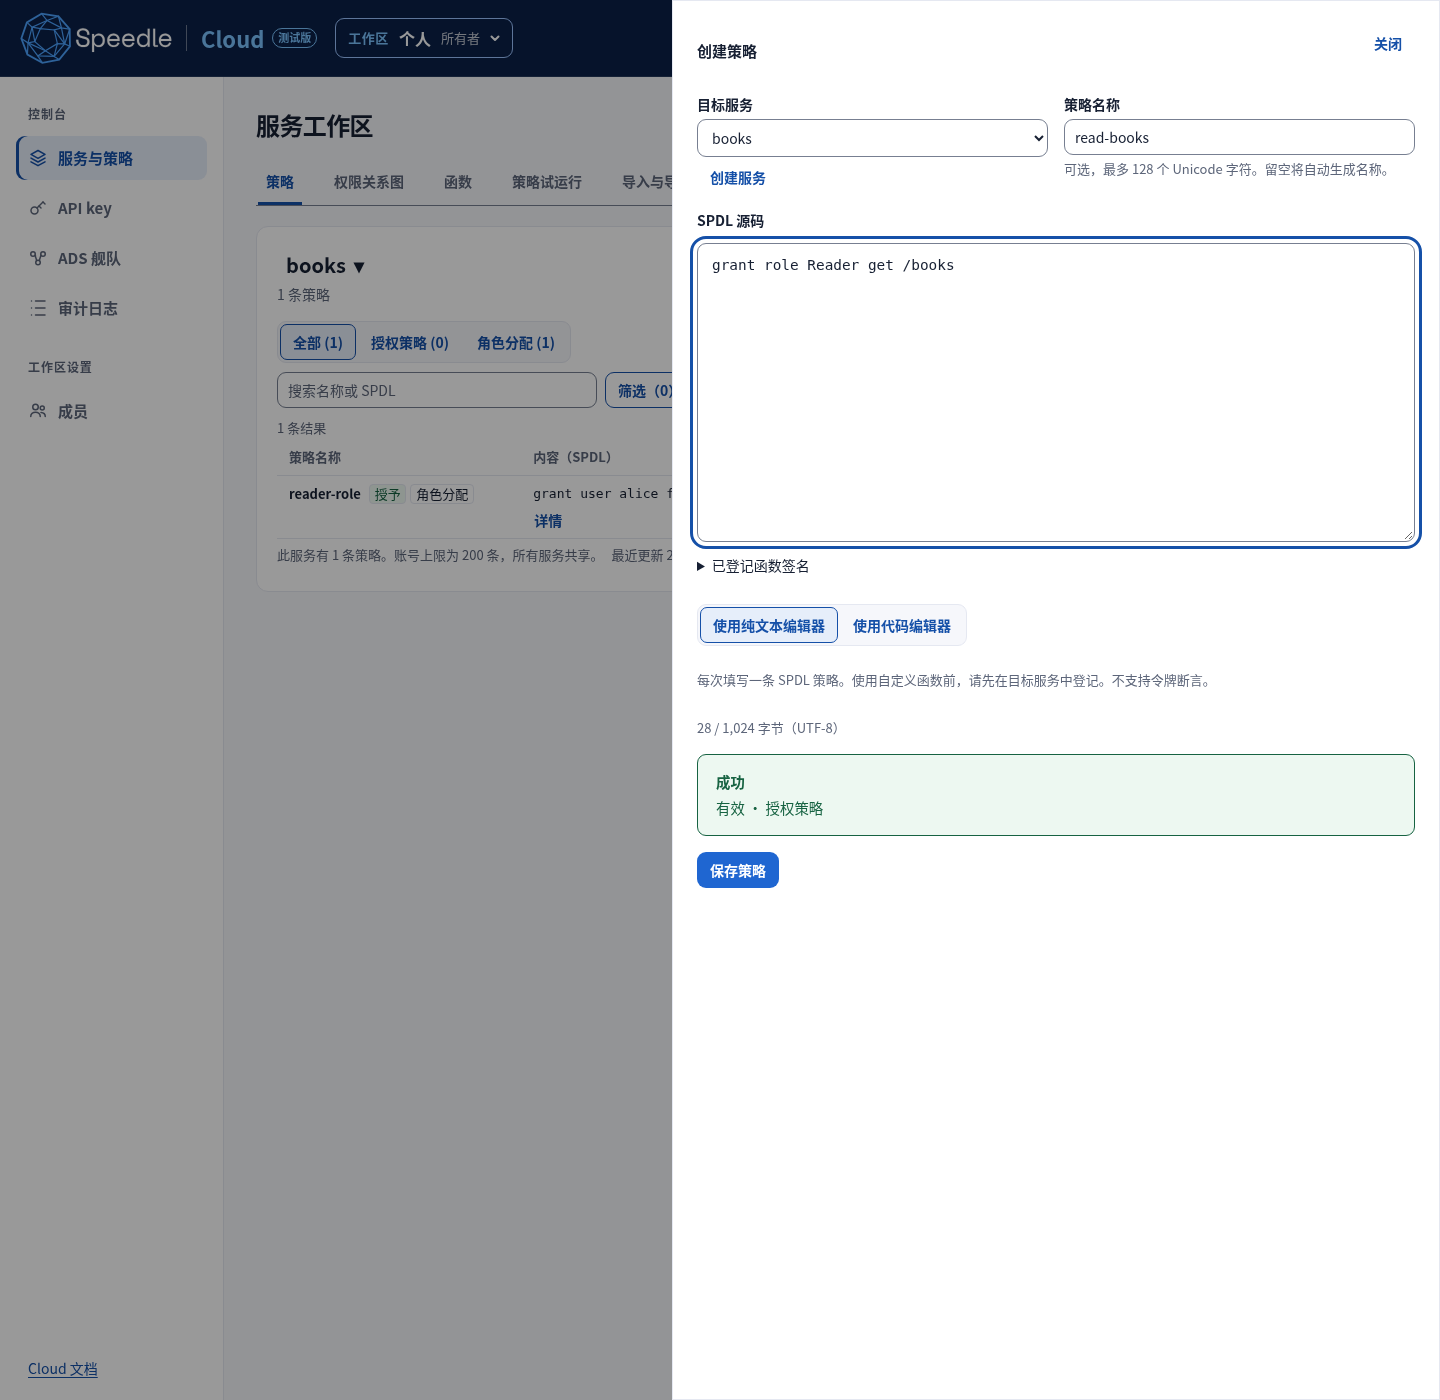 Speedle
Cloud 测试版
工作区 个人 所有者
控制台
服务与策略
API key
ADS 舰队
审计日志
工作区设置
成员
Cloud 文档
服务工作区
策略 权限关系图 函数 策略试运行 导入与
books ▼
1 条策略
全部 (1) 授权策略 (0) 角色分配 (1)
搜索名称或 SPDL
筛选（0）
1 条结果
策略名称 内容（SPDL）
reader-role 授予 角色分配 grant user alice
详情
此服务有 1 条策略。账号上限为 200 条，所有服务共享。 最近更新 2
创建策略
关闭
目标服务
books
创建服务
策略名称
read-books
可选，最多 128 个 Unicode 字符。留空将自动生成名称。
SPDL 源码
grant role Reader get /books
▶ 已登记函数签名
使用纯文本编辑器 使用代码编辑器
每次填写一条 SPDL 策略。使用自定义函数前，请先在目标服务中登记。不支持令牌断言。
28 / 1,024 字节（UTF-8）
成功
有效 · 授权策略
保存策略